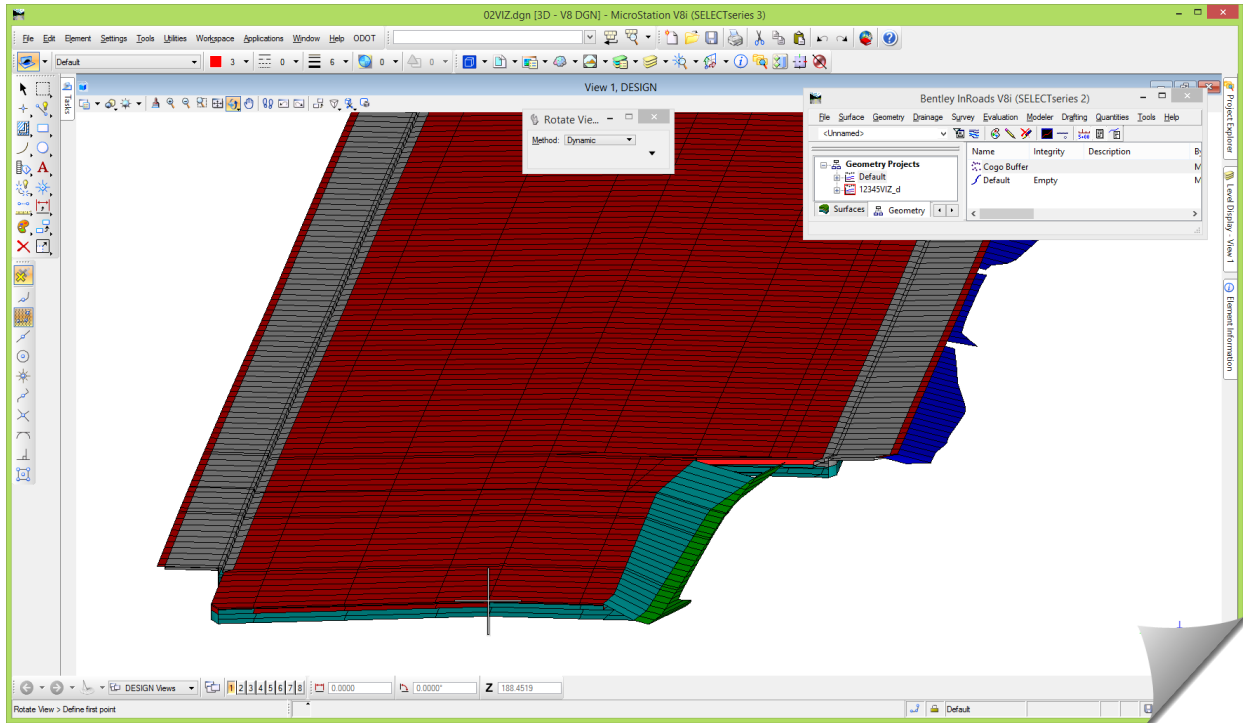 02VIZ.dgn [3D - V8 DGN] - MicroStation V8i (SELECTseries 3)
File Edit Element Settings Tools Utilities Workspace Applications Window Help ODOT
Default 3 0 6 0 0
View 1, DESIGN
Tasks
Rotate Vie...
Method: Dynamic
Bentley InRoads V8i (SELECTseries 2)
File Surface Geometry Drainage Survey Evaluation Modeler Drafting Quantities Tools Help
<Unnamed>
Name Integrity Description By
Geometry Projects
Default
12345VIZ_d
Cogo Buffer M
Default Empty M
Surfaces Geometry
Project Explorer
Level Display - View 1
Element Information
DESIGN Views 1 2 3 4 5 6 7 8 0.0000 0.0000° Z 188.4519
Rotate View > Define first point Default